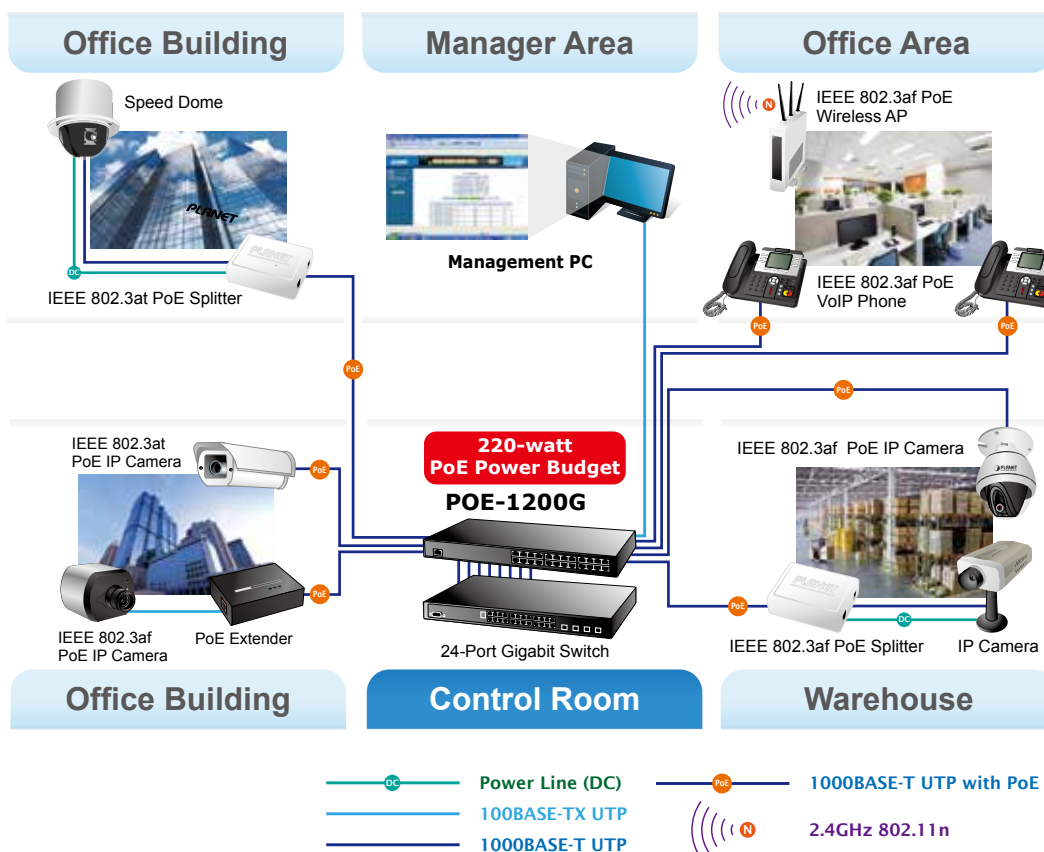 Office Building
Manager Area
Office Area
Speed Dome
PLANET
PLANET
DC
IEEE 802.3at PoE Splitter
Management PC
N
IEEE 802.3af PoE
Wireless AP
IEEE 802.3af PoE
VoIP Phone
PoE
PoE
PoE
PoE
IEEE 802.3at
PoE IP Camera
PoE
220-watt
PoE Power Budget
POE-1200G
IEEE 802.3af PoE IP Camera
PLANET
PoE
IEEE 802.3af
PoE IP Camera
PoE Extender
24-Port Gigabit Switch
PLANET
PoE
DC
IEEE 802.3af PoE Splitter
IP Camera
Office Building
Control Room
Warehouse
DC
Power Line (DC)
PoE
1000BASE-T UTP with PoE
100BASE-TX UTP
N
2.4GHz 802.11n
1000BASE-T UTP